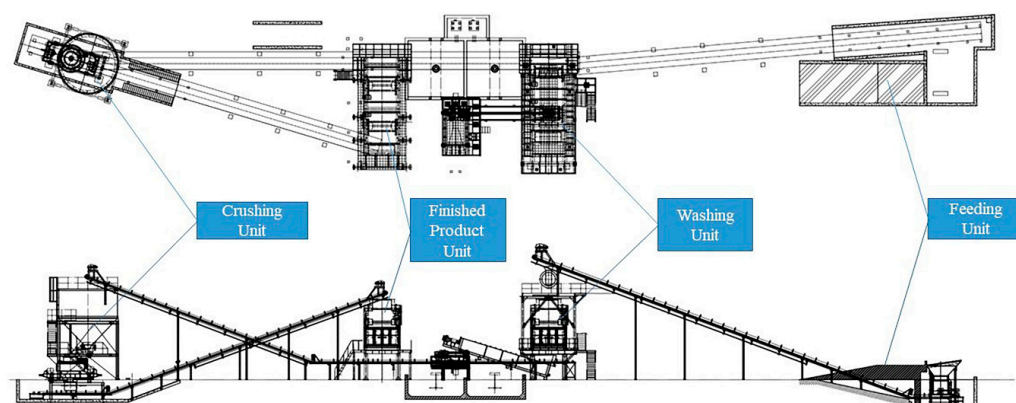 Crushing
Unit
Finished
Product
Unit
Washing
Unit
Feeding
Unit